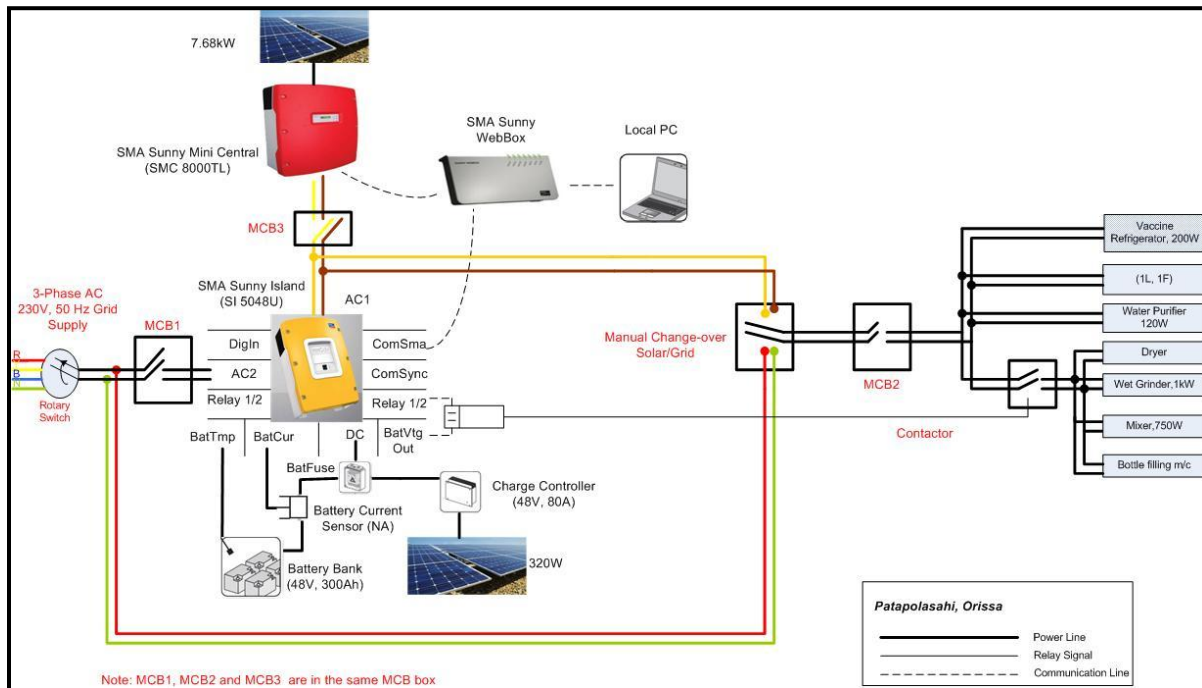 7.68kW
SMA Sunny Mini Central
(SMC 8000TL)
SMA Sunny
WebBox
Local PC
MCB3
SMA Sunny Island
(SI 5048U)
AC1
3-Phase AC
230V, 50 Hz Grid
Supply
MCB1
R
B
N
Rotary
Switch
DigIn
ComSma
AC2
ComSync
Relay 1/2
Relay 1/2
BatTmp
BatCur
DC
BatVtg
Out
BatFuse
Battery Current
Sensor (NA)
Charge Controller
(48V, 80A)
Battery Bank
(48V, 300Ah)
320W
Manual Change-over
Solar/Grid
MCB2
Contactor
Vaccine
Refrigerator, 200W
(1L, 1F)
Water Purifier
120W
Dryer
Wet Grinder,1kW
Mixer,750W
Bottle filling m/c
Patapolasahi, Orissa
Power Line
Relay Signal
Communication Line
Note: MCB1, MCB2 and MCB3 are in the same MCB box